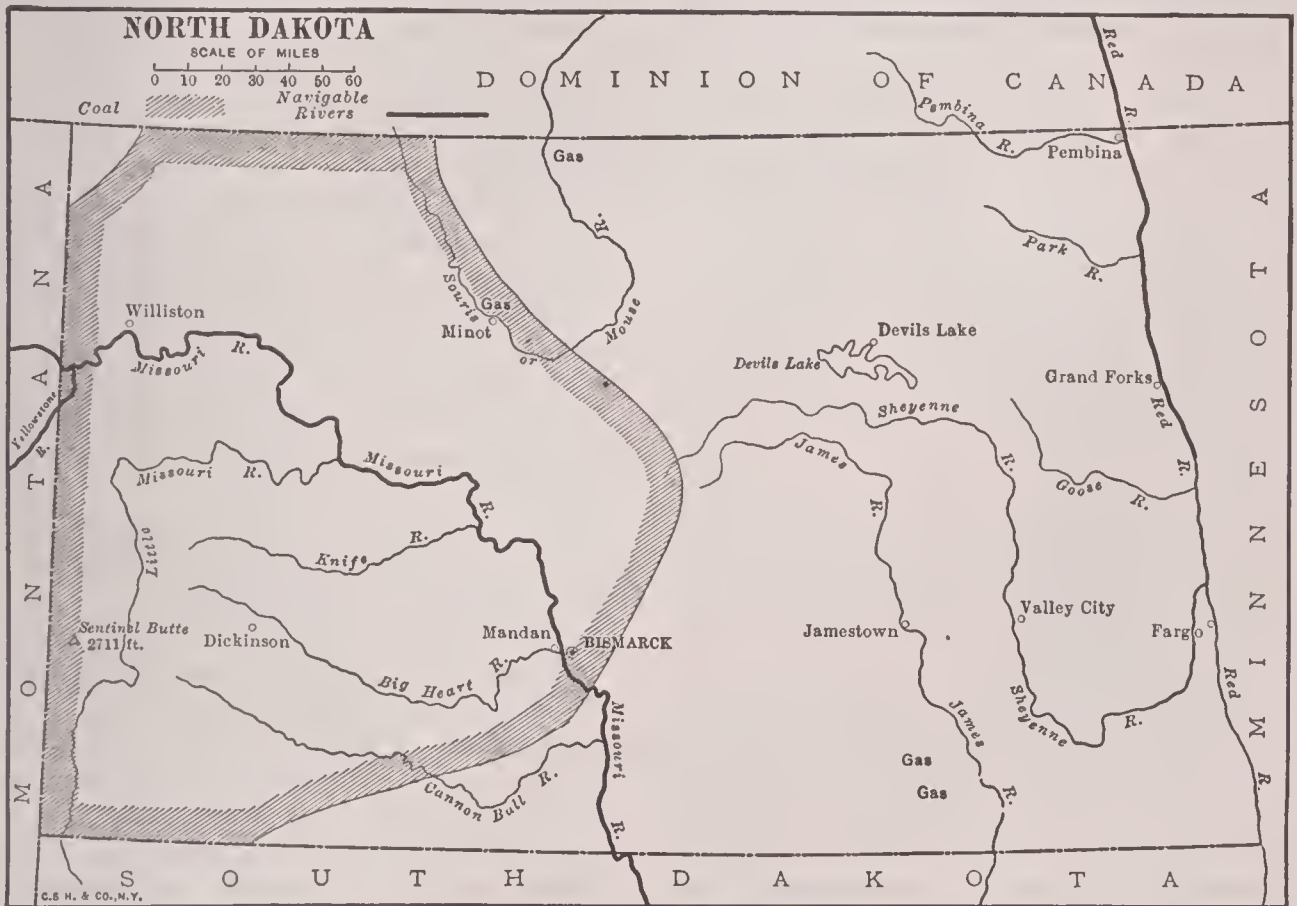 NORTH DAKOTA
SCALE OF MILES
0 10 20 30 40 50 60
Coal
Navigable
Rivers
DOMINION OF CANADA
Red
R.
Pembina
R.
Pembina
Gas
R.
Mouse
Park
R.
MONTANA
MINNESOTA
Williston
Missouri
R.
Souris
Gas
Minot
or
Devils Lake
Devils Lake
Grand Forks
Red
R.
Yellowstone
R.
Sheyenne
R.
James
R.
Goose
R.
Missouri
R.
Missouri
R.
Little
Knife
R.
Sentinel Butte
2711 ft.
Dickinson
Mandan
BISMARCK
Jamestown
Valley City
Fargo
Big Heart
R.
Missouri
R.
Sheyenne
R.
Red
R.
James
R.
Gas
Gas
Cannon Bull
R.
SOUTH DAKOTA
C.S H. & CO., N.Y.